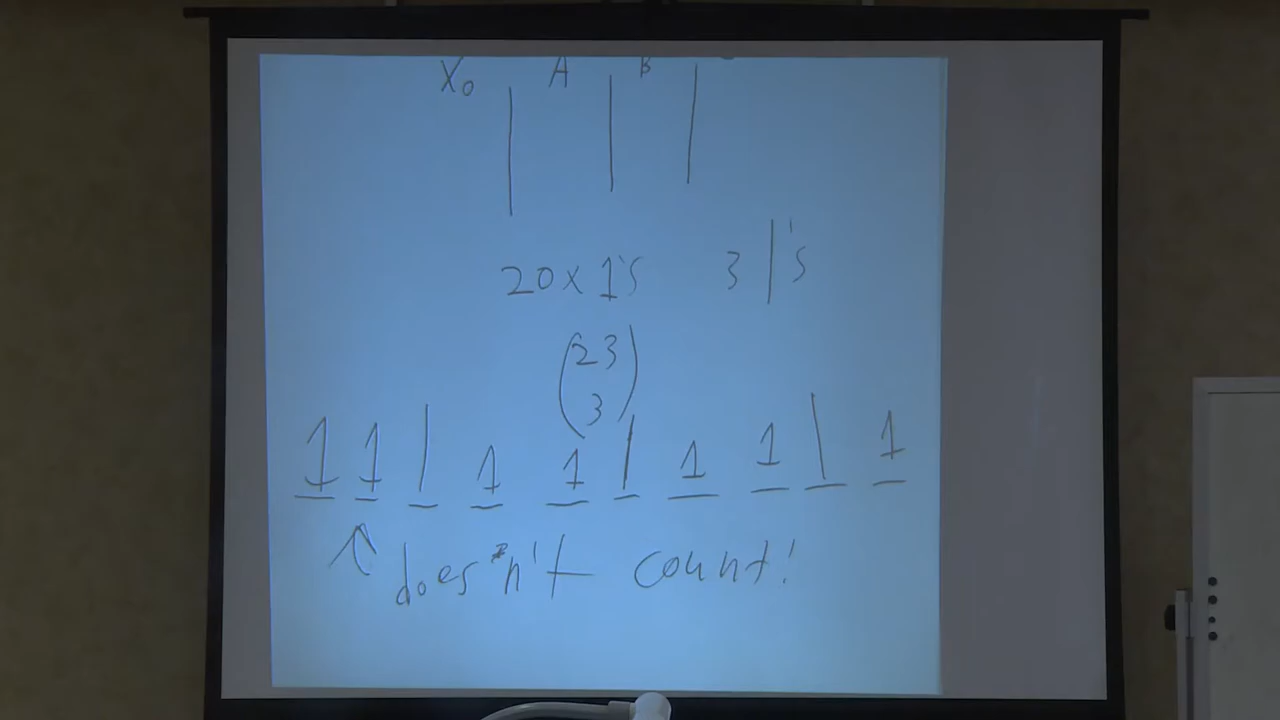 X₀ | A | B |
20 x 1's 3 |'s
(23
3)
1 1 | 1 1 | 1 1 | 1
doesn't count!